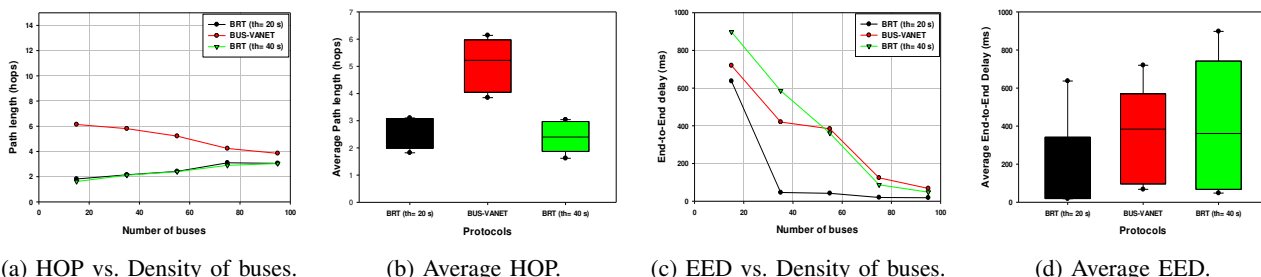 Path length (hops)
14
12
10
8
6
4
2
0
0
20
40
60
80
100
Number of buses
BRT (th= 20 s)
BUS-VANET
BRT (th= 40 s)
(a) HOP vs. Density of buses.
Average Path length (hops)
7
6
5
4
3
2
1
0
BRT (th= 20 s)
BUS-VANET
BRT (th= 40 s)
Protocols
(b) Average HOP.
End-to-End delay
(ms)
1000
800
600
400
200
0
0
20
40
60
80
100
Number of buses
BRT (th= 20 s)
BUS-VANET
BRT (th= 40 s)
(c) EED vs. Density of buses.
Average End-to-End Delay (ms)
1000
800
600
400
200
0
BRT (th= 20 s)
BUS-VANET
BRT (th= 40 s)
Protocols
(d) Average EED.